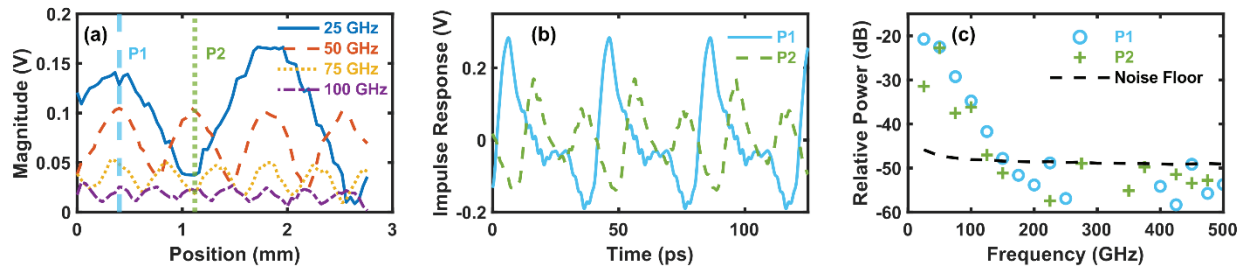 (a)
P1
P2
25 GHz
50 GHz
75 GHz
100 GHz
0.2
0.15
0.1
0.05
0
0
1
2
3
Magnitude (V)
Position (mm)
(b)
P1
P2
0.2
0
-0.2
0
50
100
Impulse Response (V)
Time (ps)
(c)
P1
P2
Noise Floor
-20
-30
-40
-50
-60
0
100
200
300
400
500
Relative Power (dB)
Frequency (GHz)